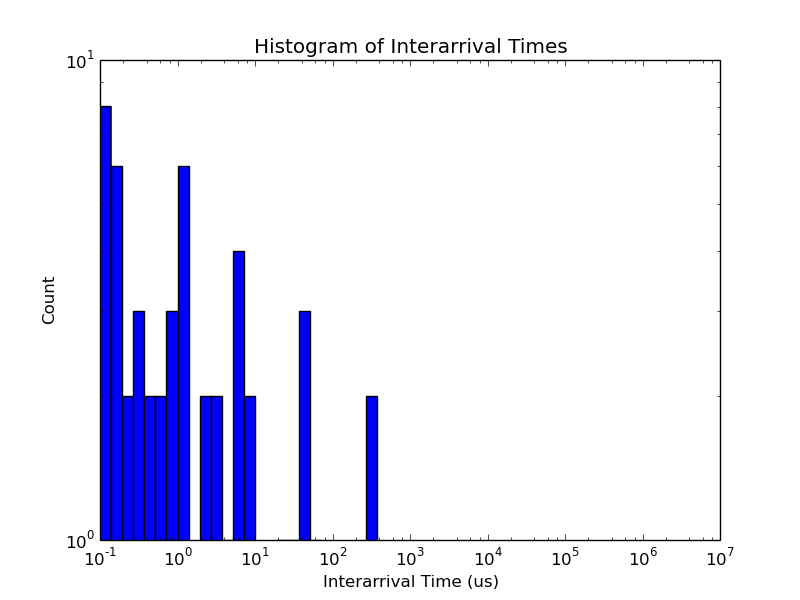 Histogram of Interarrival Times
10^1
Count
10^0
10^-1 10^0 10^1 10^2 10^3 10^4 10^5 10^6 10^7
Interarrival Time (us)